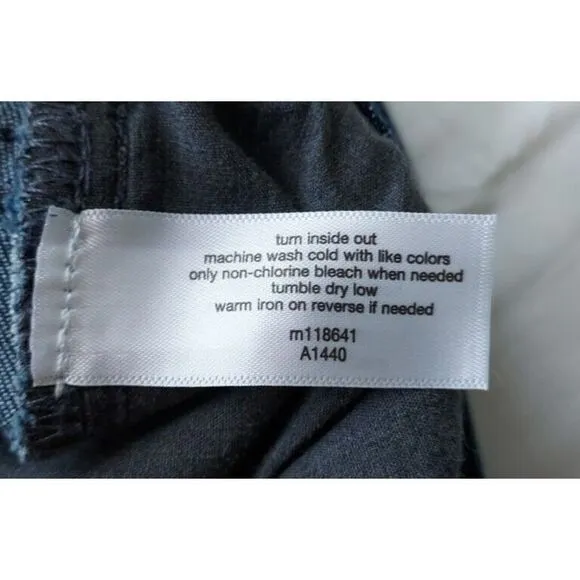 turn inside out
machine wash cold with like colors
only non-chlorine bleach when needed
tumble dry low
warm iron on reverse if needed
rn118641
A1440